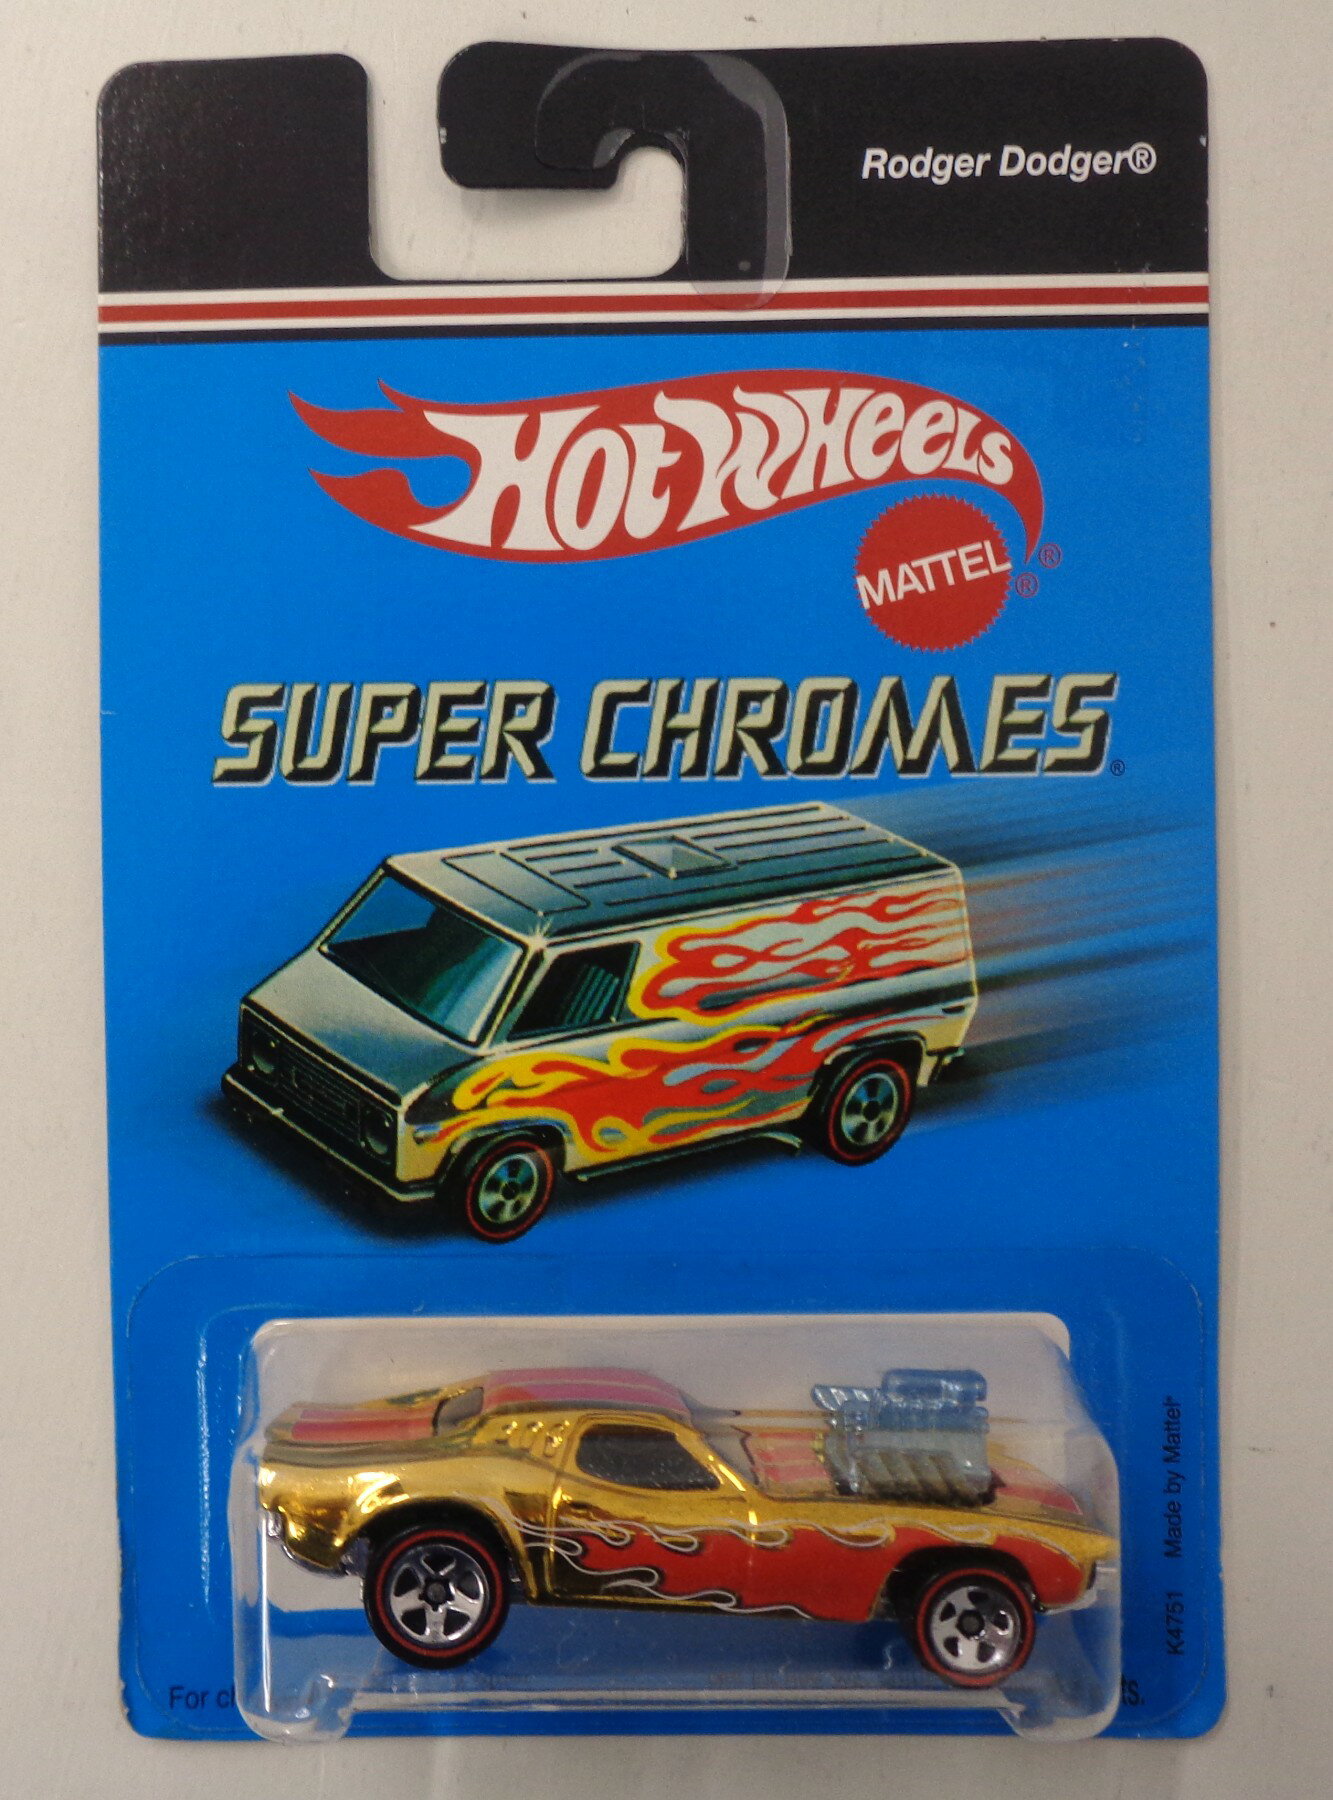 Rodger Dodger®
Hot Wheels
MATTEL ® ®
SUPER CHROMES®
K4751 Made by Mattel
For